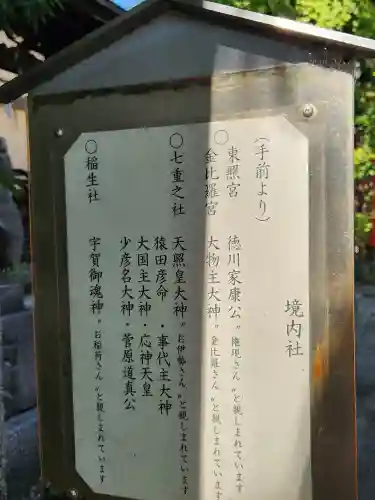 境内社
(手前より)
○東照宮 徳川家康公〝権現さん〟と親しまれています
金比羅宮 大物主大神〝金比羅さん〟と親しまれています
○七重之社 天照皇大神〝お伊勢さん〟と親しまれています
猿田彦命・事代主大神
大国主大神・応神天皇
少彦名大神・菅原道真公
○稲生社 宇賀御魂神〝お稲荷さん〟と親しまれています